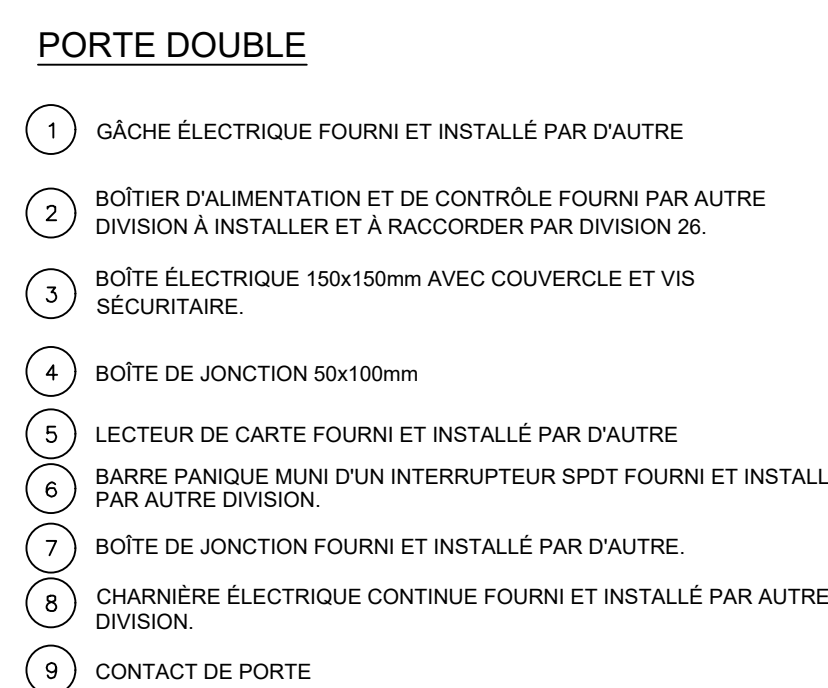 PORTE DOUBLE
1 GÂCHE ÉLECTRIQUE FOURNI ET INSTALLÉ PAR D'AUTRE
2 BOÎTIER D'ALIMENTATION ET DE CONTRÔLE FOURNI PAR AUTRE
DIVISION À INSTALLER ET À RACCORDER PAR DIVISION 26.
3 BOÎTE ÉLECTRIQUE 150x150mm AVEC COUVERCLE ET VIS
SÉCURITAIRE.
4 BOÎTE DE JONCTION 50x100mm
5 LECTEUR DE CARTE FOURNI ET INSTALLÉ PAR D'AUTRE
6 BARRE PANIQUE MUNI D'UN INTERRUPTEUR SPDT FOURNI ET INSTALL
PAR AUTRE DIVISION.
7 BOÎTE DE JONCTION FOURNI ET INSTALLÉ PAR D'AUTRE.
8 CHARNIÈRE ÉLECTRIQUE CONTINUE FOURNI ET INSTALLÉ PAR AUTRE
DIVISION.
9 CONTACT DE PORTE